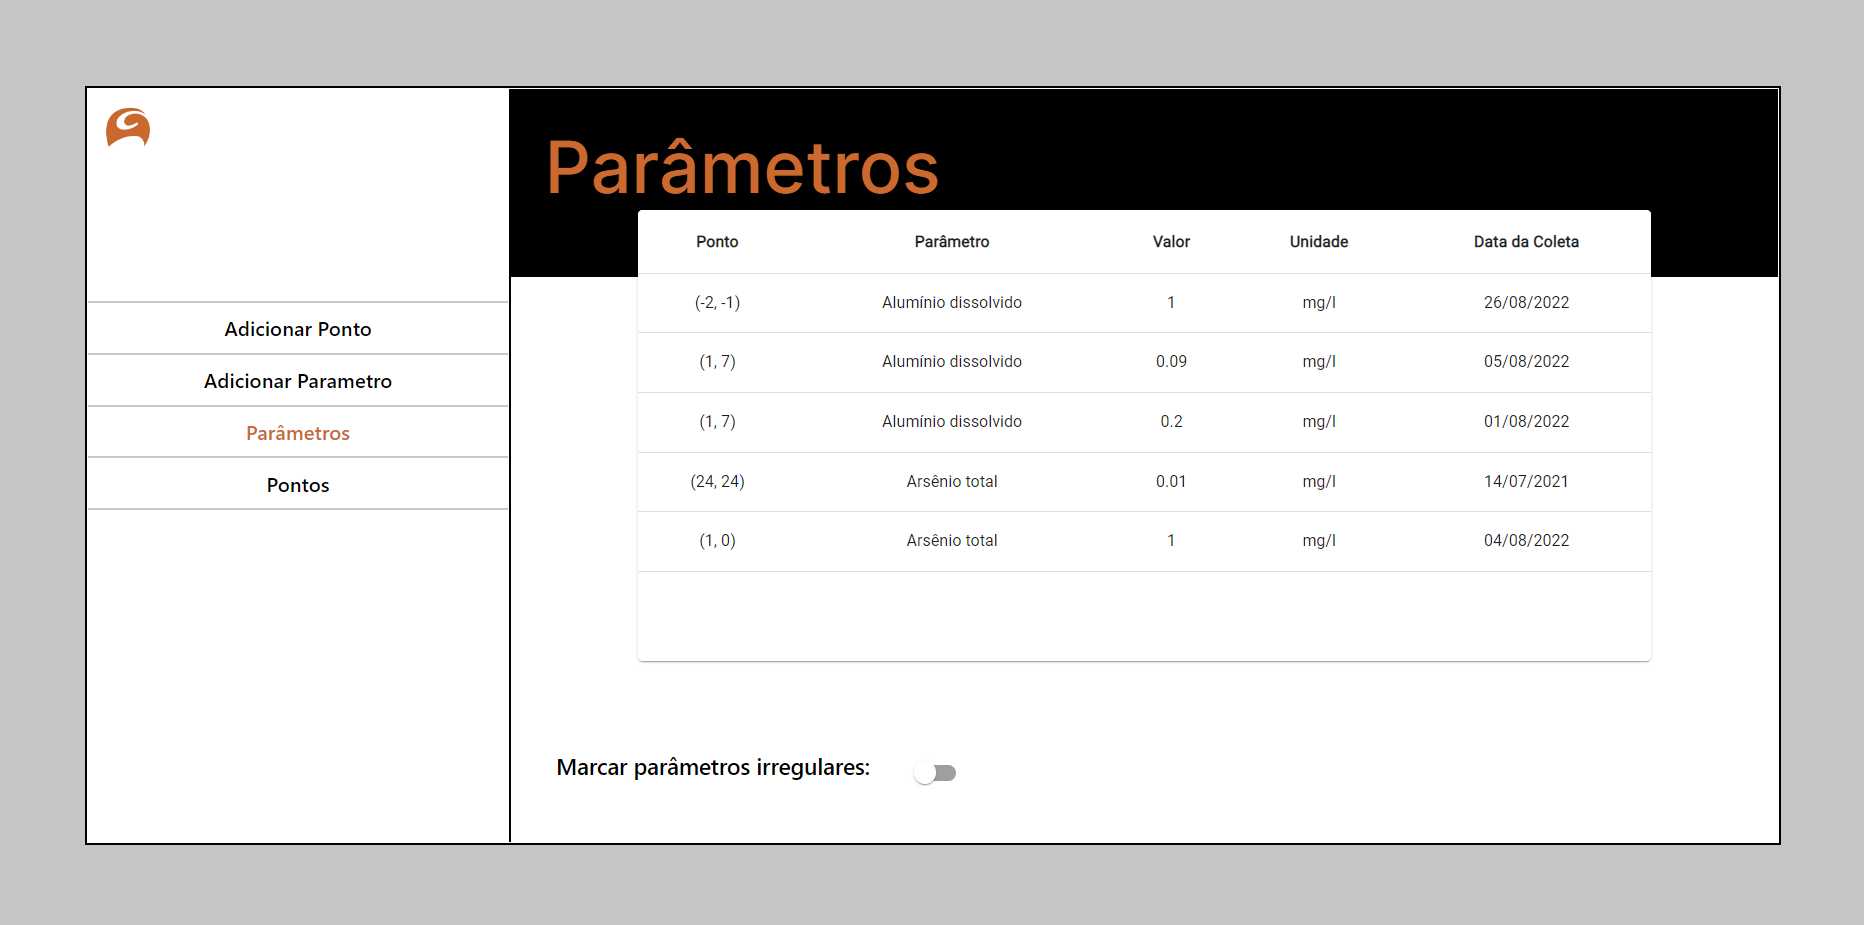 Parâmetros
Ponto Parâmetro Valor Unidade Data da Coleta
(-2, -1) Alumínio dissolvido 1 mg/l 26/08/2022
(1, 7) Alumínio dissolvido 0.09 mg/l 05/08/2022
(1, 7) Alumínio dissolvido 0.2 mg/l 01/08/2022
(24, 24) Arsênio total 0.01 mg/l 14/07/2021
(1, 0) Arsênio total 1 mg/l 04/08/2022
Adicionar Ponto
Adicionar Parametro
Parâmetros
Pontos
Marcar parâmetros irregulares: